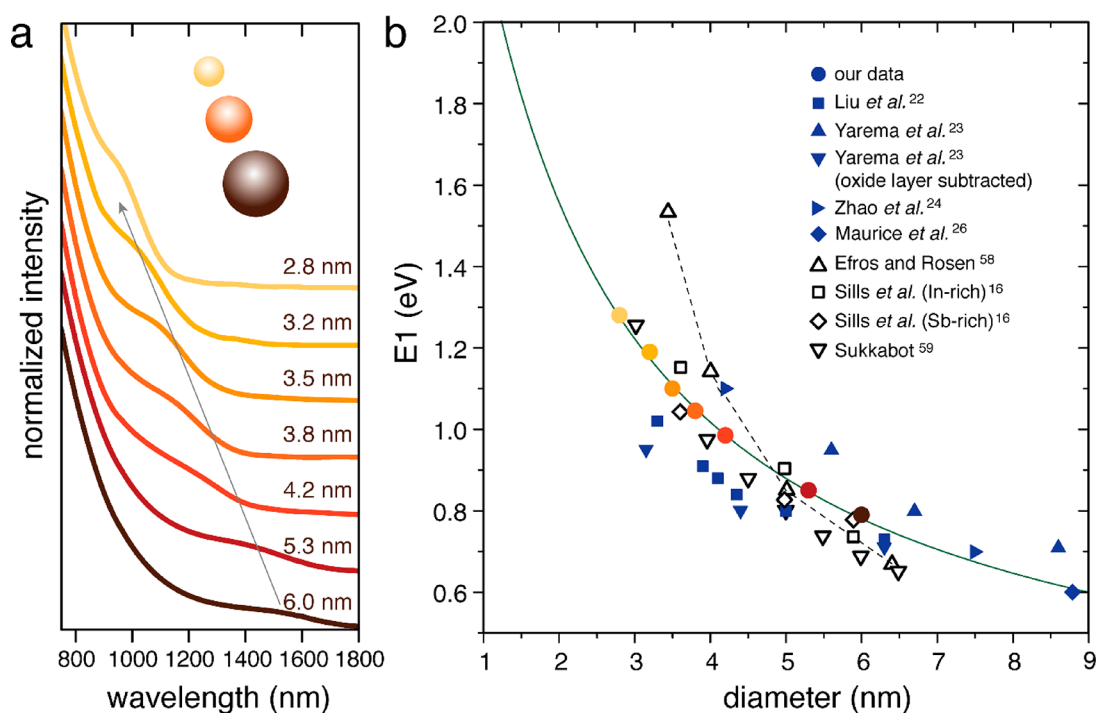 a
normalized intensity
2.8 nm
3.2 nm
3.5 nm
3.8 nm
4.2 nm
5.3 nm
6.0 nm
800 1000 1200 1400 1600 1800
wavelength (nm)
b
E1 (eV)
2.0
1.8
1.6
1.4
1.2
1.0
0.8
0.6
our data
Liu et al.22
Yarema et al.23
Yarema et al.23
(oxide layer subtracted)
Zhao et al.24
Maurice et al.26
Efros and Rosen 58
Sills et al. (In-rich)16
Sills et al. (Sb-rich)16
Sukkabot 59
1 2 3 4 5 6 7 8 9
diameter (nm)